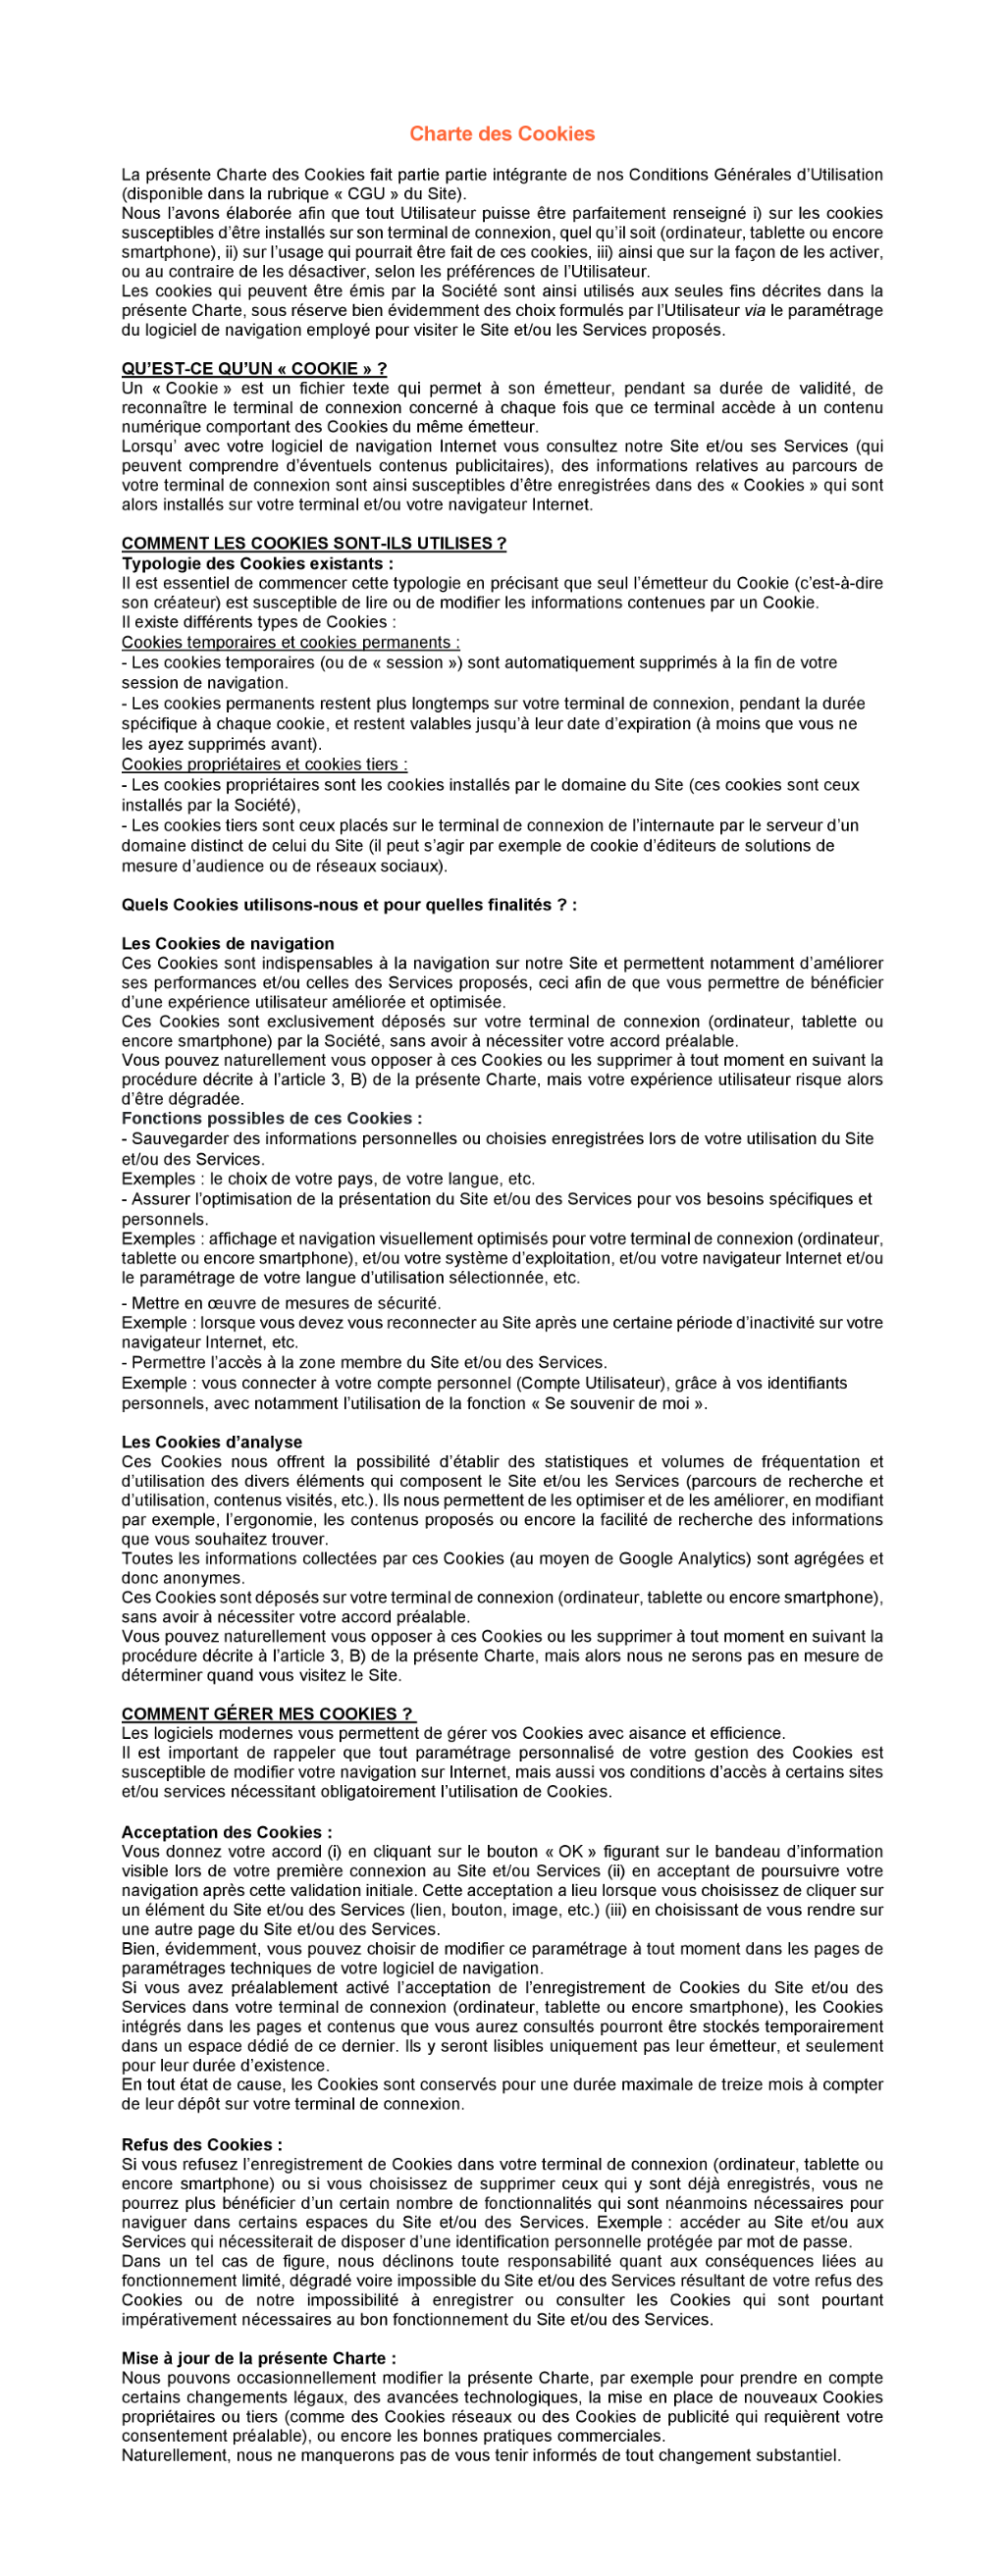 Charte des Cookies
La présente Charte des Cookies fait partie partie intégrante de nos Conditions Générales d’Utilisation
(disponible dans la rubrique « CGU » du Site).
Nous l’avons élaborée afin que tout Utilisateur puisse être parfaitement renseigné i) sur les cookies
susceptibles d’être installés sur son terminal de connexion, quel qu’il soit (ordinateur, tablette ou encore
smartphone), ii) sur l’usage qui pourrait être fait de ces cookies, iii) ainsi que sur la façon de les activer,
ou au contraire de les désactiver, selon les préférences de l’Utilisateur.
Les cookies qui peuvent être émis par la Société sont ainsi utilisés aux seules fins décrites dans la
présente Charte, sous réserve bien évidemment des choix formulés par l’Utilisateur via le paramétrage
du logiciel de navigation employé pour visiter le Site et/ou les Services proposés.
QU’EST-CE QU’UN « COOKIE » ?
Un « Cookie » est un fichier texte qui permet à son émetteur, pendant sa durée de validité, de
reconnaître le terminal de connexion concerné à chaque fois que ce terminal accède à un contenu
numérique comportant des Cookies du même émetteur.
Lorsqu’ avec votre logiciel de navigation Internet vous consultez notre Site et/ou ses Services (qui
peuvent comprendre d’éventuels contenus publicitaires), des informations relatives au parcours de
votre terminal de connexion sont ainsi susceptibles d’être enregistrées dans des « Cookies » qui sont
alors installés sur votre terminal et/ou votre navigateur Internet.
COMMENT LES COOKIES SONT-ILS UTILISES ?
Typologie des Cookies existants :
Il est essentiel de commencer cette typologie en précisant que seul l’émetteur du Cookie (c’est-à-dire
son créateur) est susceptible de lire ou de modifier les informations contenues par un Cookie.
Il existe différents types de Cookies :
Cookies temporaires et cookies permanents :
- Les cookies temporaires (ou de « session ») sont automatiquement supprimés à la fin de votre
session de navigation.
- Les cookies permanents restent plus longtemps sur votre terminal de connexion, pendant la durée
spécifique à chaque cookie, et restent valables jusqu’à leur date d’expiration (à moins que vous ne
les ayez supprimés avant).
Cookies propriétaires et cookies tiers :
- Les cookies propriétaires sont les cookies installés par le domaine du Site (ces cookies sont ceux
installés par la Société),
- Les cookies tiers sont ceux placés sur le terminal de connexion de l’internaute par le serveur d’un
domaine distinct de celui du Site (il peut s’agir par exemple de cookie d’éditeurs de solutions de
mesure d’audience ou de réseaux sociaux).
Quels Cookies utilisons-nous et pour quelles finalités ? :
Les Cookies de navigation
Ces Cookies sont indispensables à la navigation sur notre Site et permettent notamment d’améliorer
ses performances et/ou celles des Services proposés, ceci afin de que vous permettre de bénéficier
d’une expérience utilisateur améliorée et optimisée.
Ces Cookies sont exclusivement déposés sur votre terminal de connexion (ordinateur, tablette ou
encore smartphone) par la Société, sans avoir à nécessiter votre accord préalable.
Vous pouvez naturellement vous opposer à ces Cookies ou les supprimer à tout moment en suivant la
procédure décrite à l’article 3, B) de la présente Charte, mais votre expérience utilisateur risque alors
d’être dégradée.
Fonctions possibles de ces Cookies :
- Sauvegarder des informations personnelles ou choisies enregistrées lors de votre utilisation du Site
et/ou des Services.
Exemples : le choix de votre pays, de votre langue, etc.
- Assurer l’optimisation de la présentation du Site et/ou des Services pour vos besoins spécifiques et
personnels.
Exemples : affichage et navigation visuellement optimisés pour votre terminal de connexion (ordinateur,
tablette ou encore smartphone), et/ou votre système d’exploitation, et/ou votre navigateur Internet et/ou
le paramétrage de votre langue d’utilisation sélectionnée, etc.
- Mettre en œuvre de mesures de sécurité.
Exemple : lorsque vous devez vous reconnecter au Site après une certaine période d’inactivité sur votre
navigateur Internet, etc.
- Permettre l’accès à la zone membre du Site et/ou des Services.
Exemple : vous connecter à votre compte personnel (Compte Utilisateur), grâce à vos identifiants
personnels, avec notamment l’utilisation de la fonction « Se souvenir de moi ».
Les Cookies d’analyse
Ces Cookies nous offrent la possibilité d’établir des statistiques et volumes de fréquentation et
d’utilisation des divers éléments qui composent le Site et/ou les Services (parcours de recherche et
d’utilisation, contenus visités, etc.). Ils nous permettent de les optimiser et de les améliorer, en modifiant
par exemple, l’ergonomie, les contenus proposés ou encore la facilité de recherche des informations
que vous souhaitez trouver.
Toutes les informations collectées par ces Cookies (au moyen de Google Analytics) sont agrégées et
donc anonymes.
Ces Cookies sont déposés sur votre terminal de connexion (ordinateur, tablette ou encore smartphone),
sans avoir à nécessiter votre accord préalable.
Vous pouvez naturellement vous opposer à ces Cookies ou les supprimer à tout moment en suivant la
procédure décrite à l’article 3, B) de la présente Charte, mais alors nous ne serons pas en mesure de
déterminer quand vous visitez le Site.
COMMENT GÉRER MES COOKIES ?
Les logiciels modernes vous permettent de gérer vos Cookies avec aisance et efficience.
Il est important de rappeler que tout paramétrage personnalisé de votre gestion des Cookies est
susceptible de modifier votre navigation sur Internet, mais aussi vos conditions d’accès à certains sites
et/ou services nécessitant obligatoirement l’utilisation de Cookies.
Acceptation des Cookies :
Vous donnez votre accord (i) en cliquant sur le bouton « OK » figurant sur le bandeau d’information
visible lors de votre première connexion au Site et/ou Services (ii) en acceptant de poursuivre votre
navigation après cette validation initiale. Cette acceptation a lieu lorsque vous choisissez de cliquer sur
un élément du Site et/ou des Services (lien, bouton, image, etc.) (iii) en choisissant de vous rendre sur
une autre page du Site et/ou des Services.
Bien, évidemment, vous pouvez choisir de modifier ce paramétrage à tout moment dans les pages de
paramétrages techniques de votre logiciel de navigation.
Si vous avez préalablement activé l’acceptation de l’enregistrement de Cookies du Site et/ou des
Services dans votre terminal de connexion (ordinateur, tablette ou encore smartphone), les Cookies
intégrés dans les pages et contenus que vous aurez consultés pourront être stockés temporairement
dans un espace dédié de ce dernier. Ils y seront lisibles uniquement pas leur émetteur, et seulement
pour leur durée d’existence.
En tout état de cause, les Cookies sont conservés pour une durée maximale de treize mois à compter
de leur dépôt sur votre terminal de connexion.
Refus des Cookies :
Si vous refusez l’enregistrement de Cookies dans votre terminal de connexion (ordinateur, tablette ou
encore smartphone) ou si vous choisissez de supprimer ceux qui y sont déjà enregistrés, vous ne
pourrez plus bénéficier d’un certain nombre de fonctionnalités qui sont néanmoins nécessaires pour
naviguer dans certains espaces du Site et/ou des Services. Exemple : accéder au Site et/ou aux
Services qui nécessiterait de disposer d’une identification personnelle protégée par mot de passe.
Dans un tel cas de figure, nous déclinons toute responsabilité quant aux conséquences liées au
fonctionnement limité, dégradé voire impossible du Site et/ou des Services résultant de votre refus des
Cookies ou de notre impossibilité à enregistrer ou consulter les Cookies qui sont pourtant
impérativement nécessaires au bon fonctionnement du Site et/ou des Services.
Mise à jour de la présente Charte :
Nous pouvons occasionnellement modifier la présente Charte, par exemple pour prendre en compte
certains changements légaux, des avancées technologiques, la mise en place de nouveaux Cookies
propriétaires ou tiers (comme des Cookies réseaux ou des Cookies de publicité qui requièrent votre
consentement préalable), ou encore les bonnes pratiques commerciales.
Naturellement, nous ne manquerons pas de vous tenir informés de tout changement substantiel.